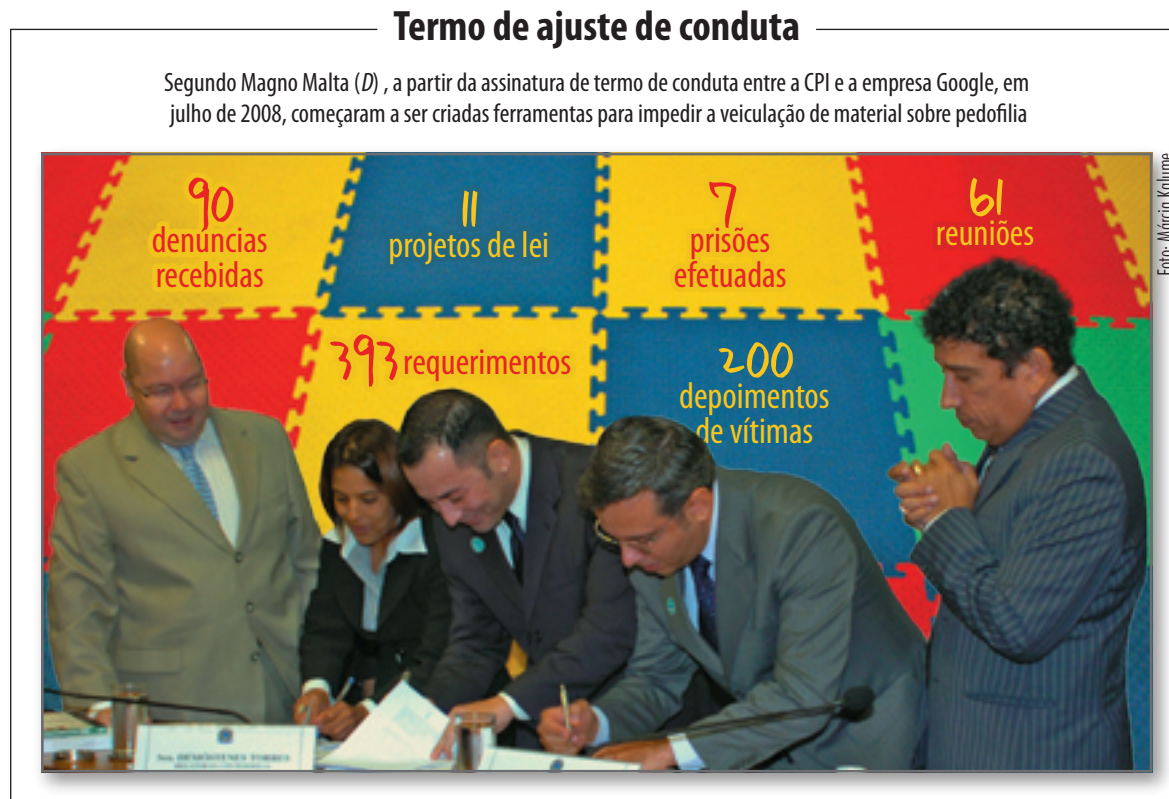 Termo de ajuste de conduta
Segundo Magno Malta (D) , a partir da assinatura de termo de conduta entre a CPI e a empresa Google, em
julho de 2008, começaram a ser criadas ferramentas para impedir a veiculação de material sobre pedofilia
90
denúncias
recebidas
11
projetos de lei
7
prisões
efetuadas
61
reuniões
393 requerimentos
200
depoimentos
de vítimas
Foto: Márcia Kalume
Sen. DEMÓSTENES TORRES